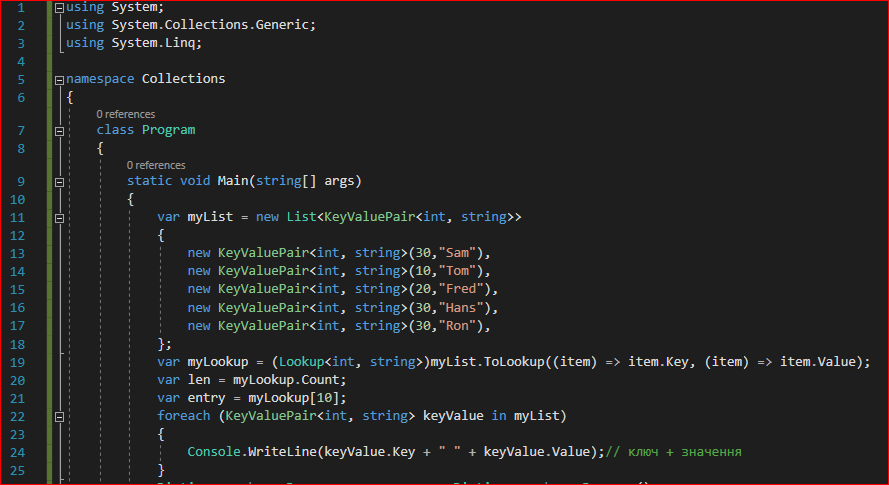 1 using System;
2 using System.Collections.Generic;
3 using System.Linq;
4
5 namespace Collections
6 {
0 references
7 class Program
8 {
0 references
9 static void Main(string[] args)
10 {
11 var myList = new List<KeyValuePair<int, string>>
12 {
13 new KeyValuePair<int, string>(30,"Sam"),
14 new KeyValuePair<int, string>(10,"Tom"),
15 new KeyValuePair<int, string>(20,"Fred"),
16 new KeyValuePair<int, string>(30,"Hans"),
17 new KeyValuePair<int, string>(30,"Ron"),
18 };
19 var myLookup = (Lookup<int, string>)myList.ToLookup((item) => item.Key, (item) => item.Value);
20 var len = myLookup.Count;
21 var entry = myLookup[10];
22 foreach (KeyValuePair<int, string> keyValue in myList)
23 {
24 Console.WriteLine(keyValue.Key + " " + keyValue.Value);// ключ + значення
25 }